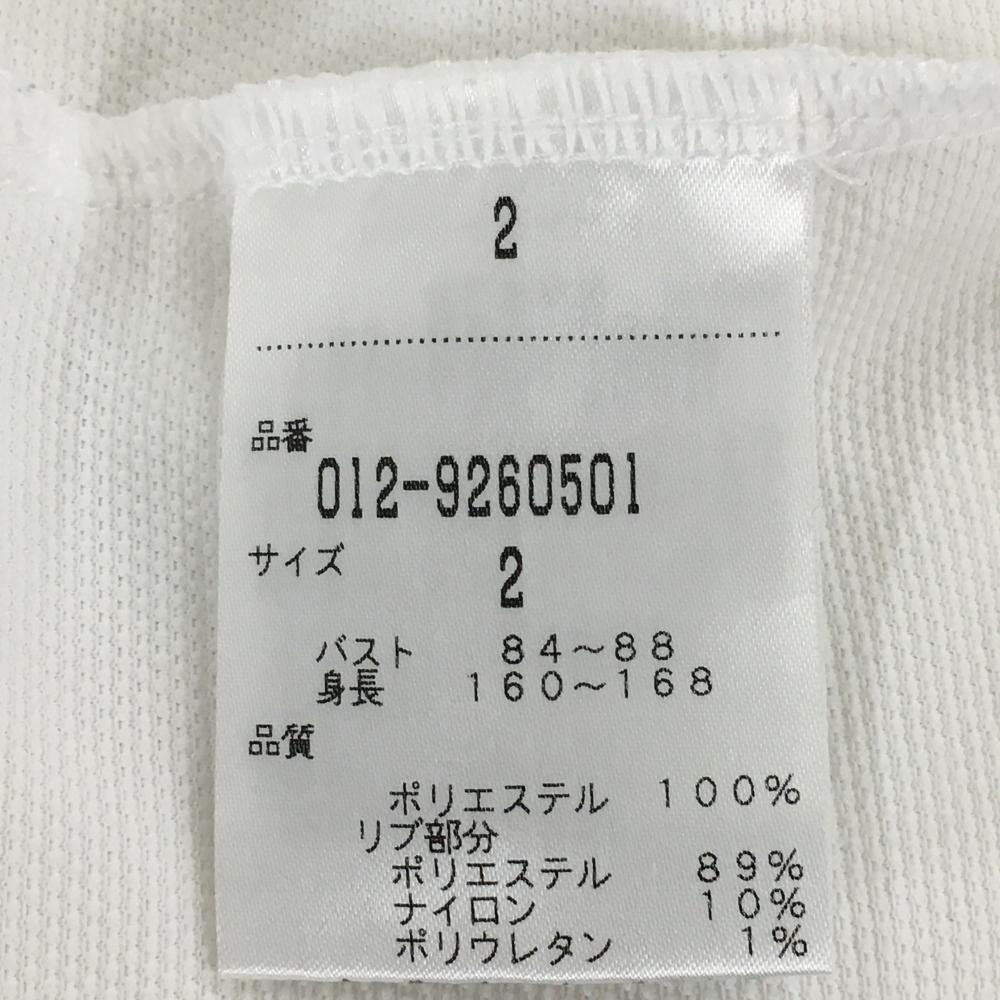 2
品番
012-9260501
サイズ 2
バスト 84~88
身長 160~168
品質
ポリエステル 100%
リブ部分
ポリエステル 89%
ナイロン 10%
ポリウレタン 1%